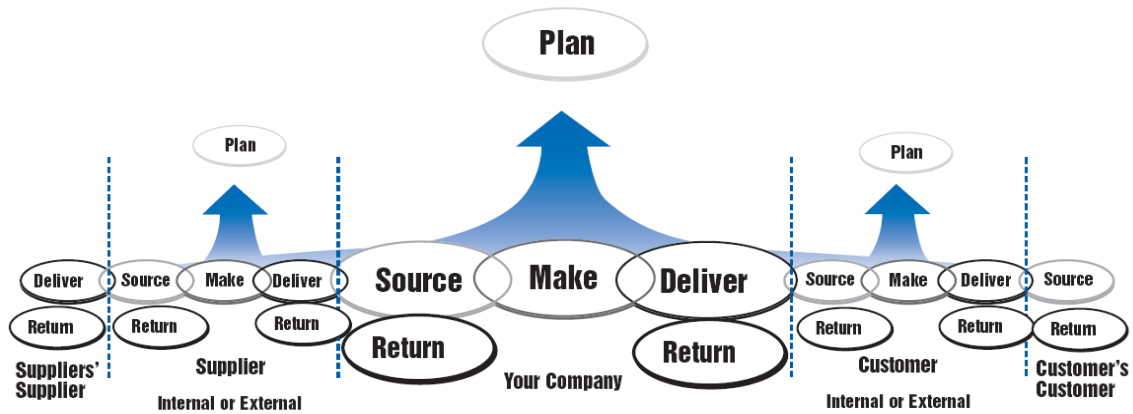 Plan
Plan
Plan
Deliver Source Make Deliver Source Make Deliver Source Make Deliver Source
Return Return Return Return Return Return Return Return
Suppliers'
Supplier
Supplier
Internal or External
Your Company
Customer
Internal or External
Customer's
Customer